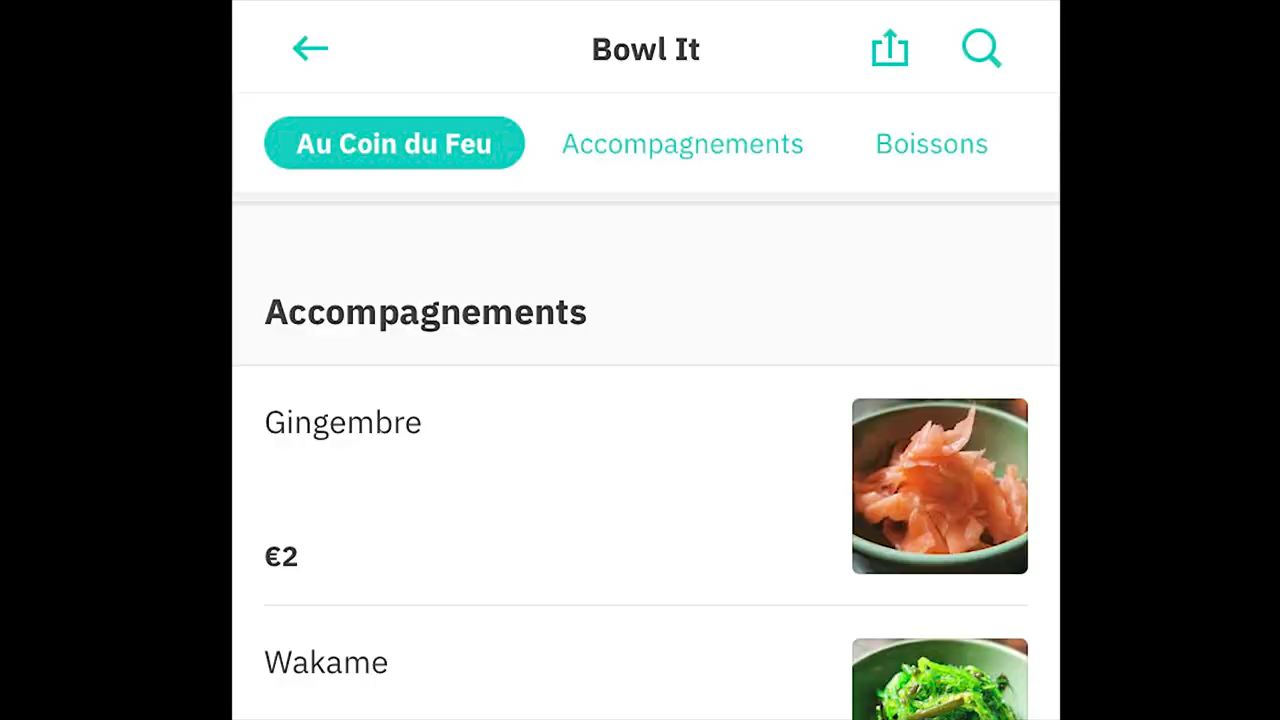 Bowl It
Au Coin du Feu Accompagnements Boissons
Accompagnements
Gingembre
€2
Wakame